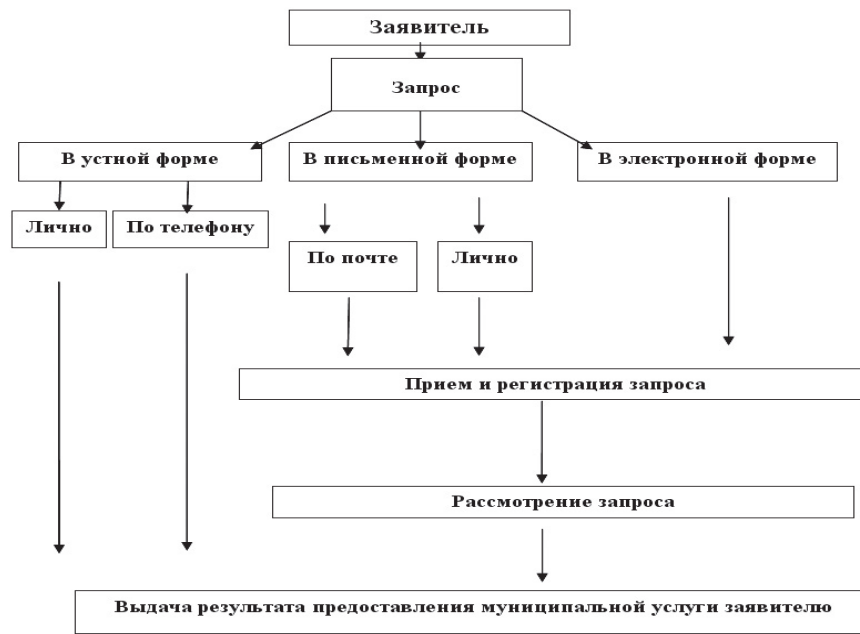 Заявитель
Запрос
В устной форме
В письменной форме
В электронной форме
Лично
По телефону
По почте
Лично
Прием и регистрация запроса
Рассмотрение запроса
Выдача результата предоставления муниципальной услуги заявителю